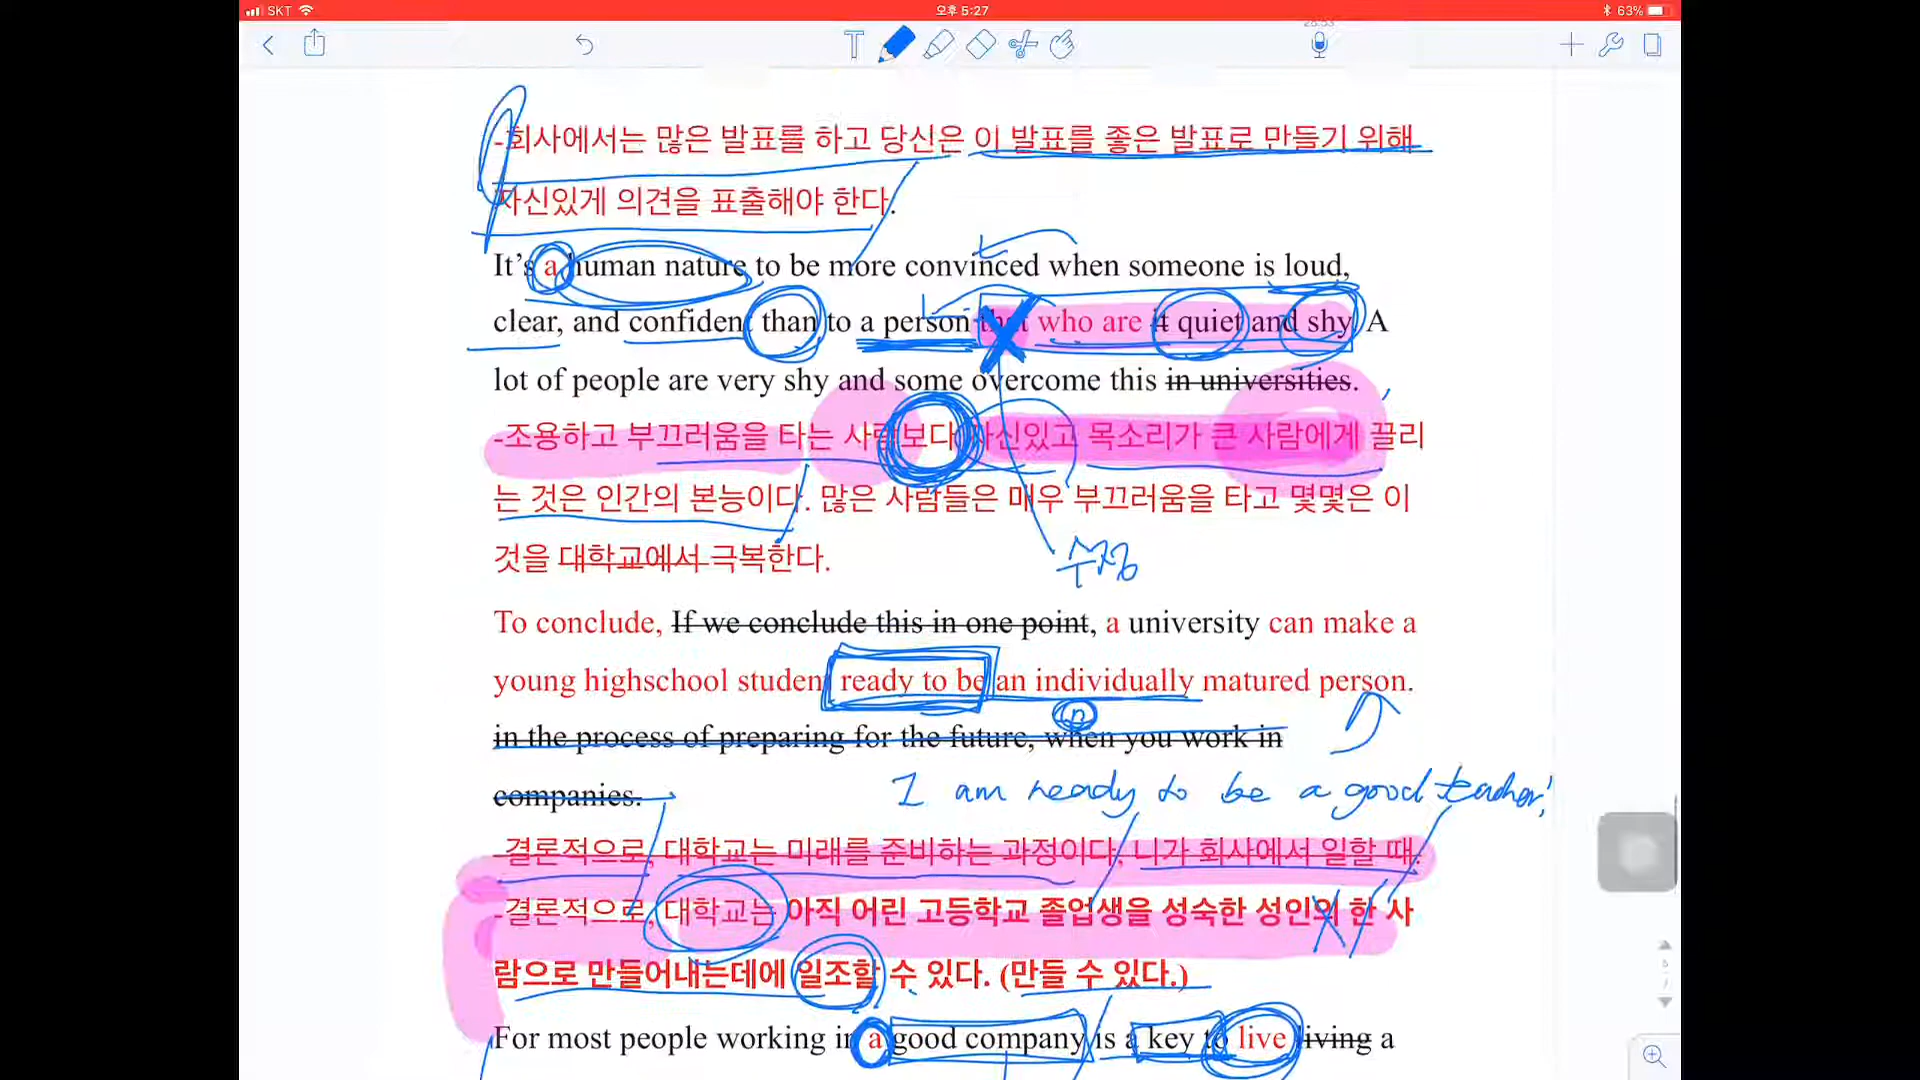 SKT 오후 5:27 63%
-회사에서는 많은 발표를 하고 당신은 이 발표를 좋은 발표로 만들기 위해
자신있게 의견을 표출해야 한다.
It's a human nature to be more convinced when someone is loud,
clear, and confident than to a person that who are it quiet and shy. A
lot of people are very shy and some overcome this in universities.
-조용하고 부끄러움을 타는 사람보다 자신있고 목소리가 큰 사람에게 끌리
는 것은 인간의 본능이다. 많은 사람들은 매우 부끄러움을 타고 몇몇은 이
것을 대학교에서 극복한다.
수정
To conclude, If we conclude this in one point, a university can make a
young highschool student ready to be an individually matured person.
n
in the process of preparing for the future, when you work in
companies.
I am ready to be a good teacher!
-결론적으로, 대학교는 미래를 준비하는 과정이다, 니가 회사에서 일할 때.
-결론적으로, 대학교는 아직 어린 고등학교 졸업생을 성숙한 성인의 한 사
람으로 만들어내는데에 일조할 수 있다. (만들 수 있다.)
For most people working in a good company is a key to live living a